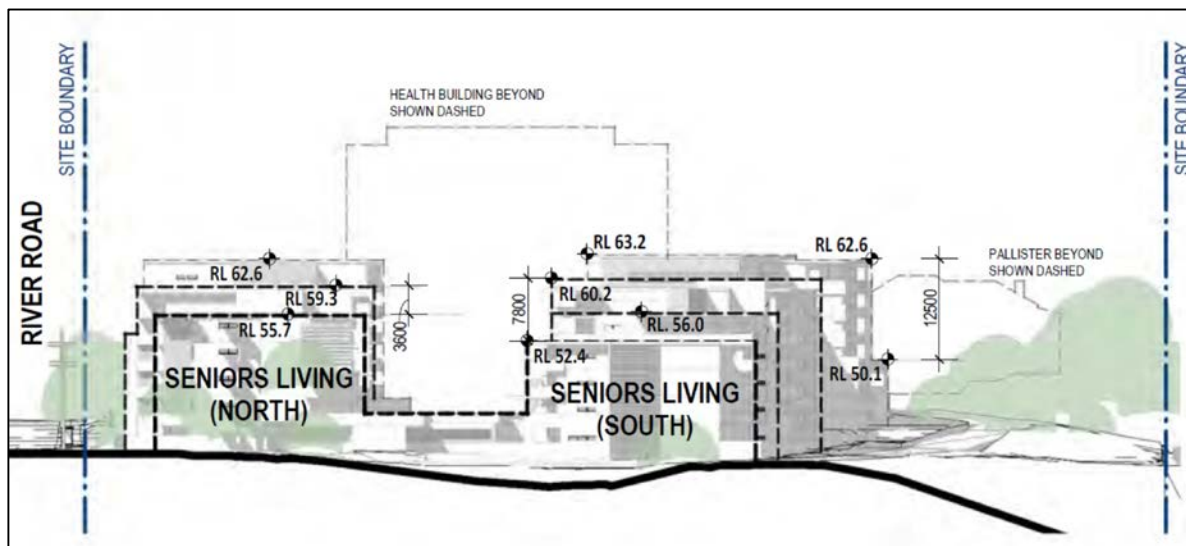 SITE BOUNDARY
RIVER ROAD
HEALTH BUILDING BEYOND
SHOWN DASHED
SITE BOUNDARY
RL 63.2
RL 62.6
PALLISTER BEYOND
SHOWN DASHED
RL 62.6
RL 59.3
RL 55.7
3600
7800
RL 60.2
RL. 56.0
RL 52.4
12500
RL 50.1
SENIORS LIVING
(NORTH)
SENIORS LIVING
(SOUTH)